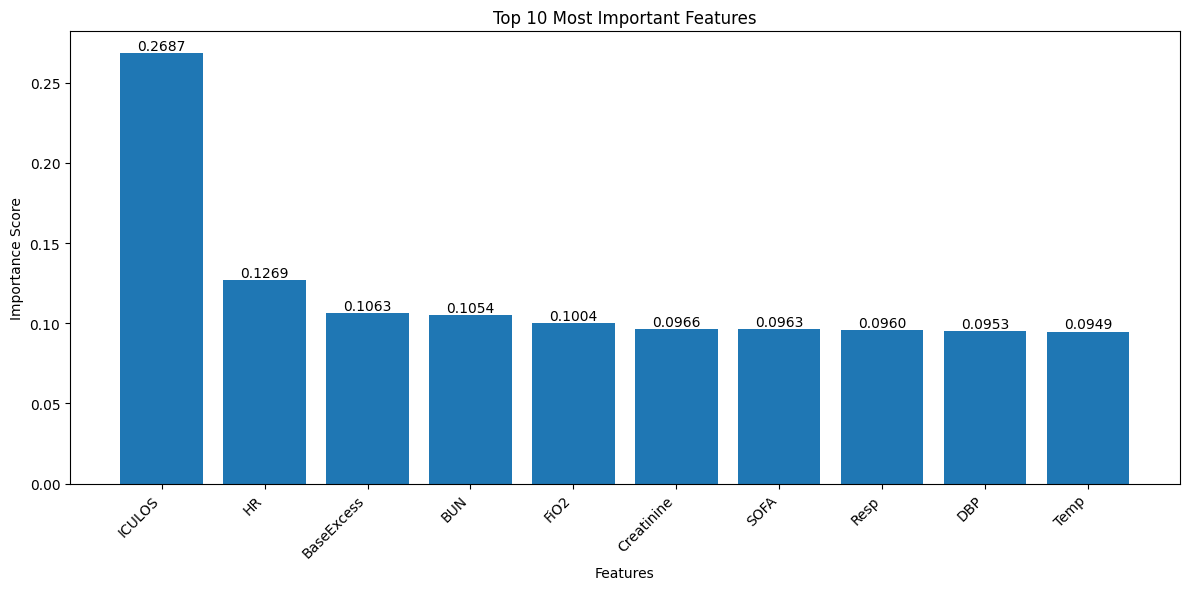 Top 10 Most Important Features
Importance Score
0.25
0.20
0.15
0.10
0.05
0.00
0.2687
0.1269
0.1063
0.1054
0.1004
0.0966
0.0963
0.0960
0.0953
0.0949
ICULOS
HR
BaseExcess
BUN
FiO2
Creatinine
SOFA
Resp
DBP
Temp
Features